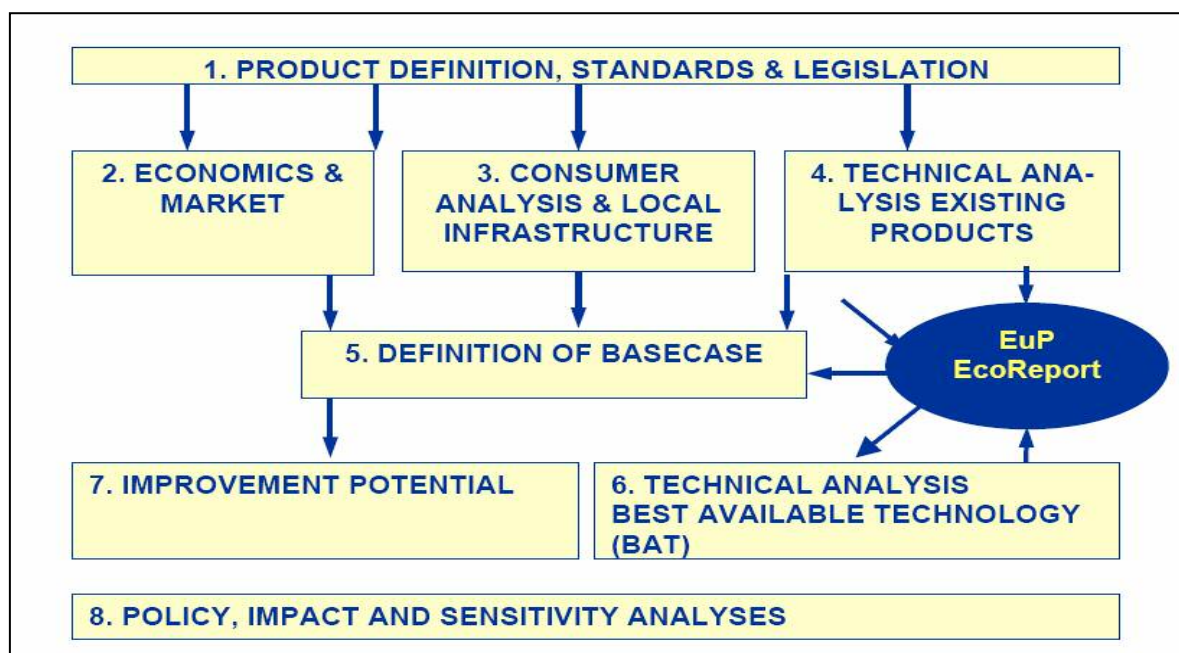 1. PRODUCT DEFINITION, STANDARDS & LEGISLATION
2. ECONOMICS &
MARKET
3. CONSUMER
ANALYSIS & LOCAL
INFRASTRUCTURE
4. TECHNICAL ANA-
LYSIS EXISTING
PRODUCTS
EuP
EcoReport
5. DEFINITION OF BASECASE
7. IMPROVEMENT POTENTIAL
6. TECHNICAL ANALYSIS
BEST AVAILABLE TECHNOLOGY
(BAT)
8. POLICY, IMPACT AND SENSITIVITY ANALYSES